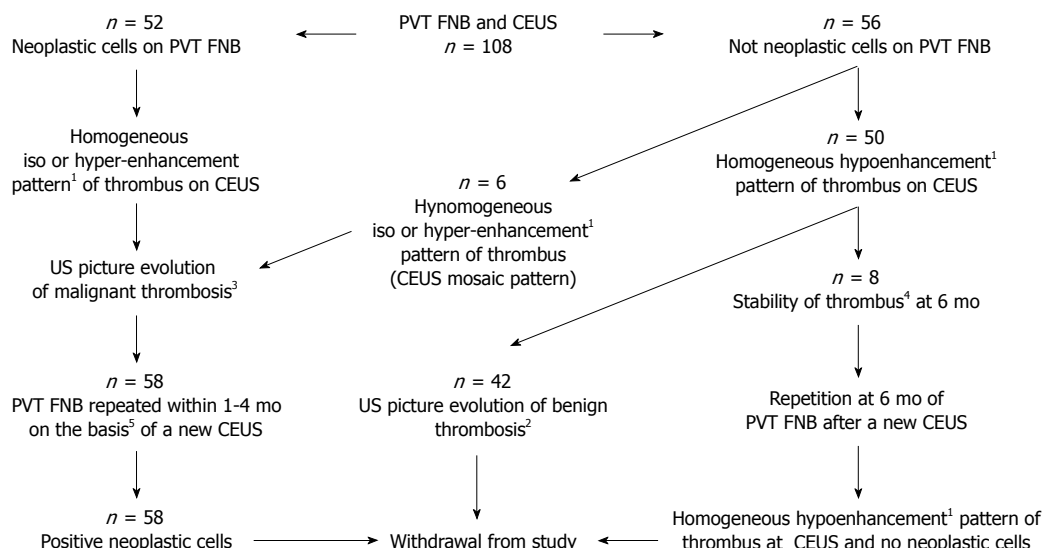 n = 52
Neoplastic cells on PVT FNB
PVT FNB and CEUS
n = 108
n = 56
Not neoplastic cells on PVT FNB
Homogeneous
iso or hyper-enhancement
pattern¹ of thrombus on CEUS
n = 6
Hynomogeneous
iso or hyper-enhancement¹
pattern of thrombus
(CEUS mosaic pattern)
n = 50
Homogeneous hypoenhancement¹
pattern of thrombus on CEUS
US picture evolution
of malignant thrombosis³
n = 8
Stability of thrombus⁴ at 6 mo
n = 58
PVT FNB repeated within 1-4 mo
on the basis⁵ of a new CEUS
n = 42
US picture evolution of benign
thrombosis²
Repetition at 6 mo of
PVT FNB after a new CEUS
n = 58
Positive neoplastic cells
Withdrawal from study
Homogeneous hypoenhancement¹ pattern of
thrombus at CEUS and no neoplastic cells